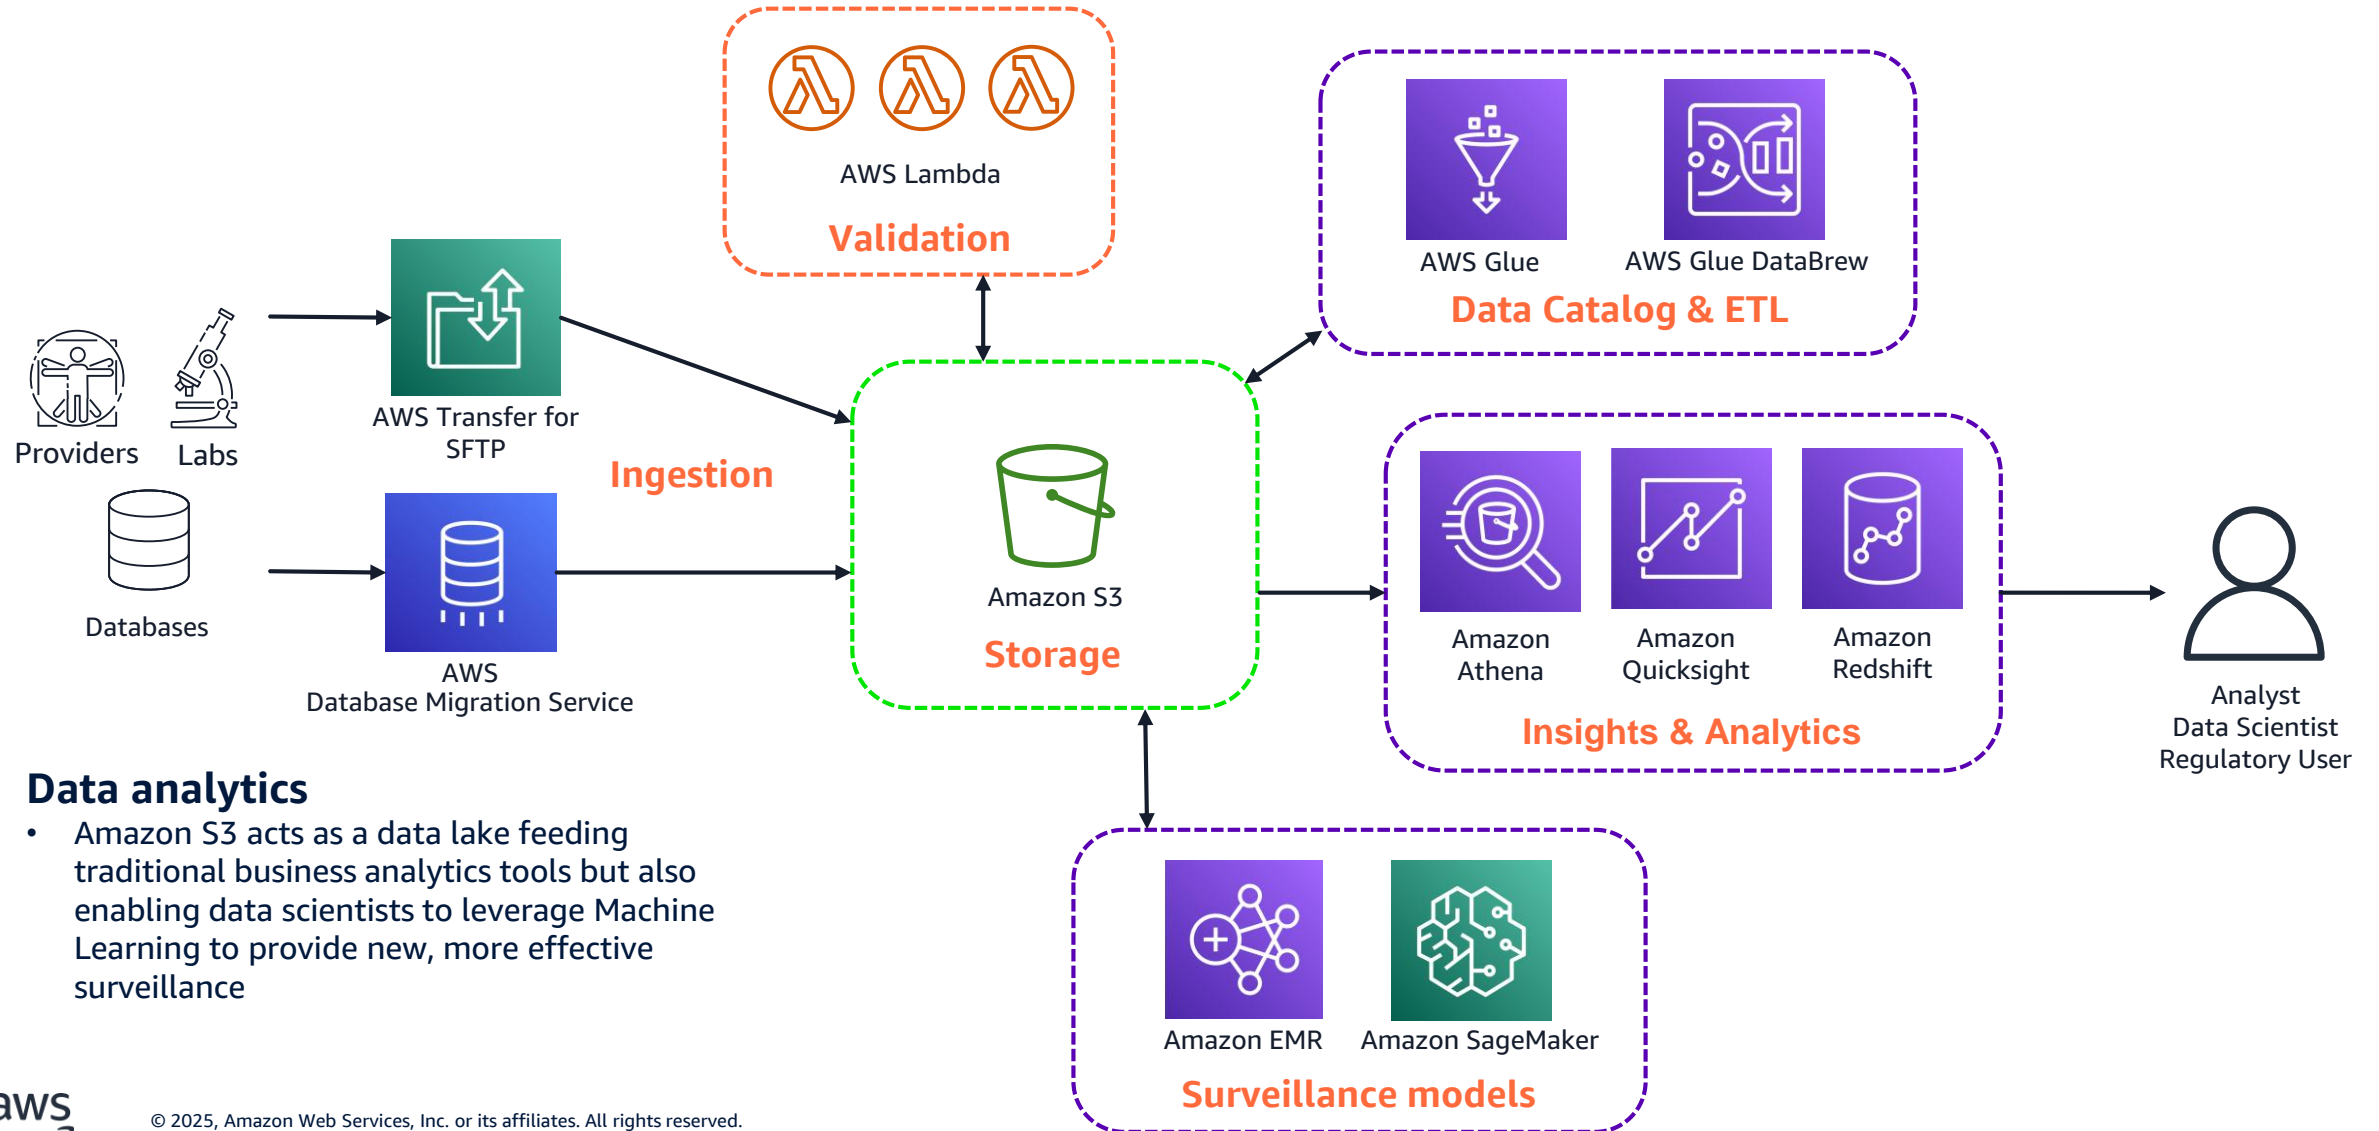 AWS Lambda
Validation
AWS Glue
AWS Glue DataBrew
Data Catalog & ETL
Providers
Labs
AWS Transfer for
SFTP
Ingestion
Databases
AWS
Database Migration Service
Amazon S3
Storage
Amazon
Athena
Amazon
Quicksight
Amazon
Redshift
Insights & Analytics
Analyst
Data Scientist
Regulatory User
Data analytics
• Amazon S3 acts as a data lake feeding
traditional business analytics tools but also
enabling data scientists to leverage Machine
Learning to provide new, more effective
surveillance
Amazon EMR
Amazon SageMaker
Surveillance models
aws
© 2025, Amazon Web Services, Inc. or its affiliates. All rights reserved.